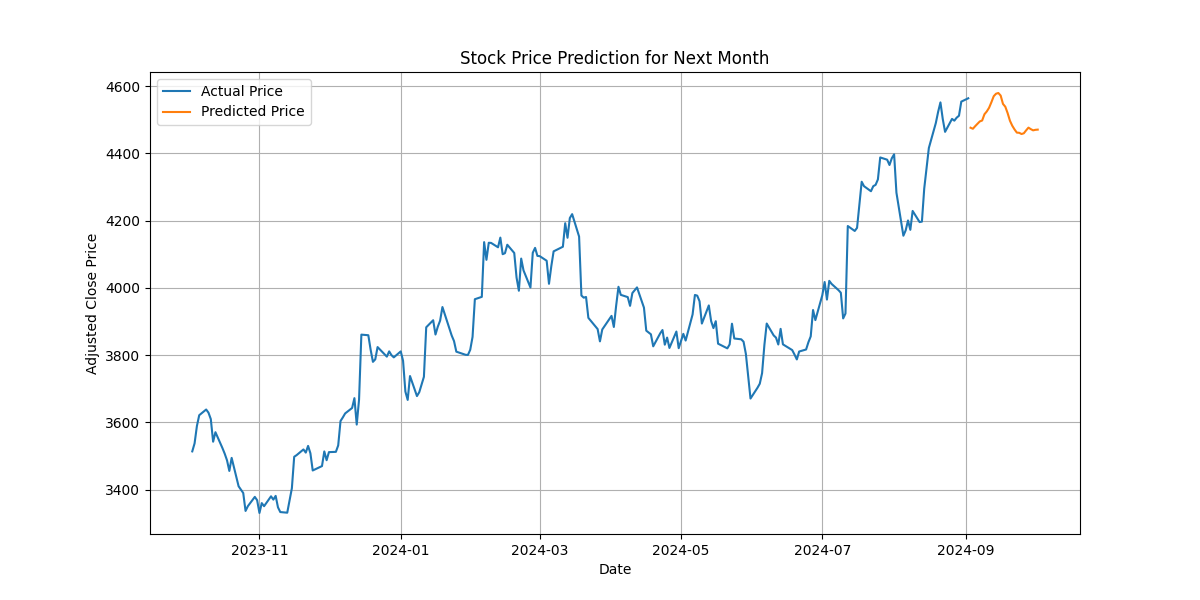 Stock Price Prediction for Next Month
Actual Price
Predicted Price
Adjusted Close Price
4600
4400
4200
4000
3800
3600
3400
2023-11
2024-01
2024-03
2024-05
2024-07
2024-09
Date